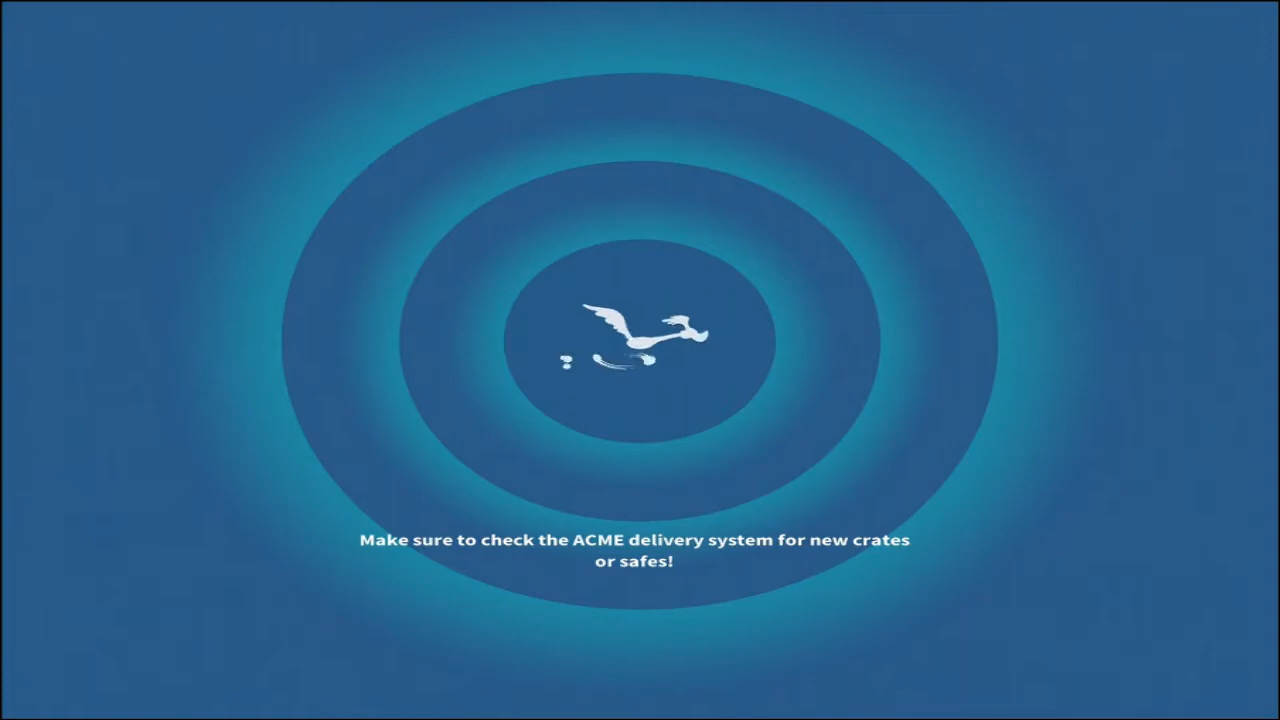 Make sure to check the ACME delivery system for new crates
or safes!